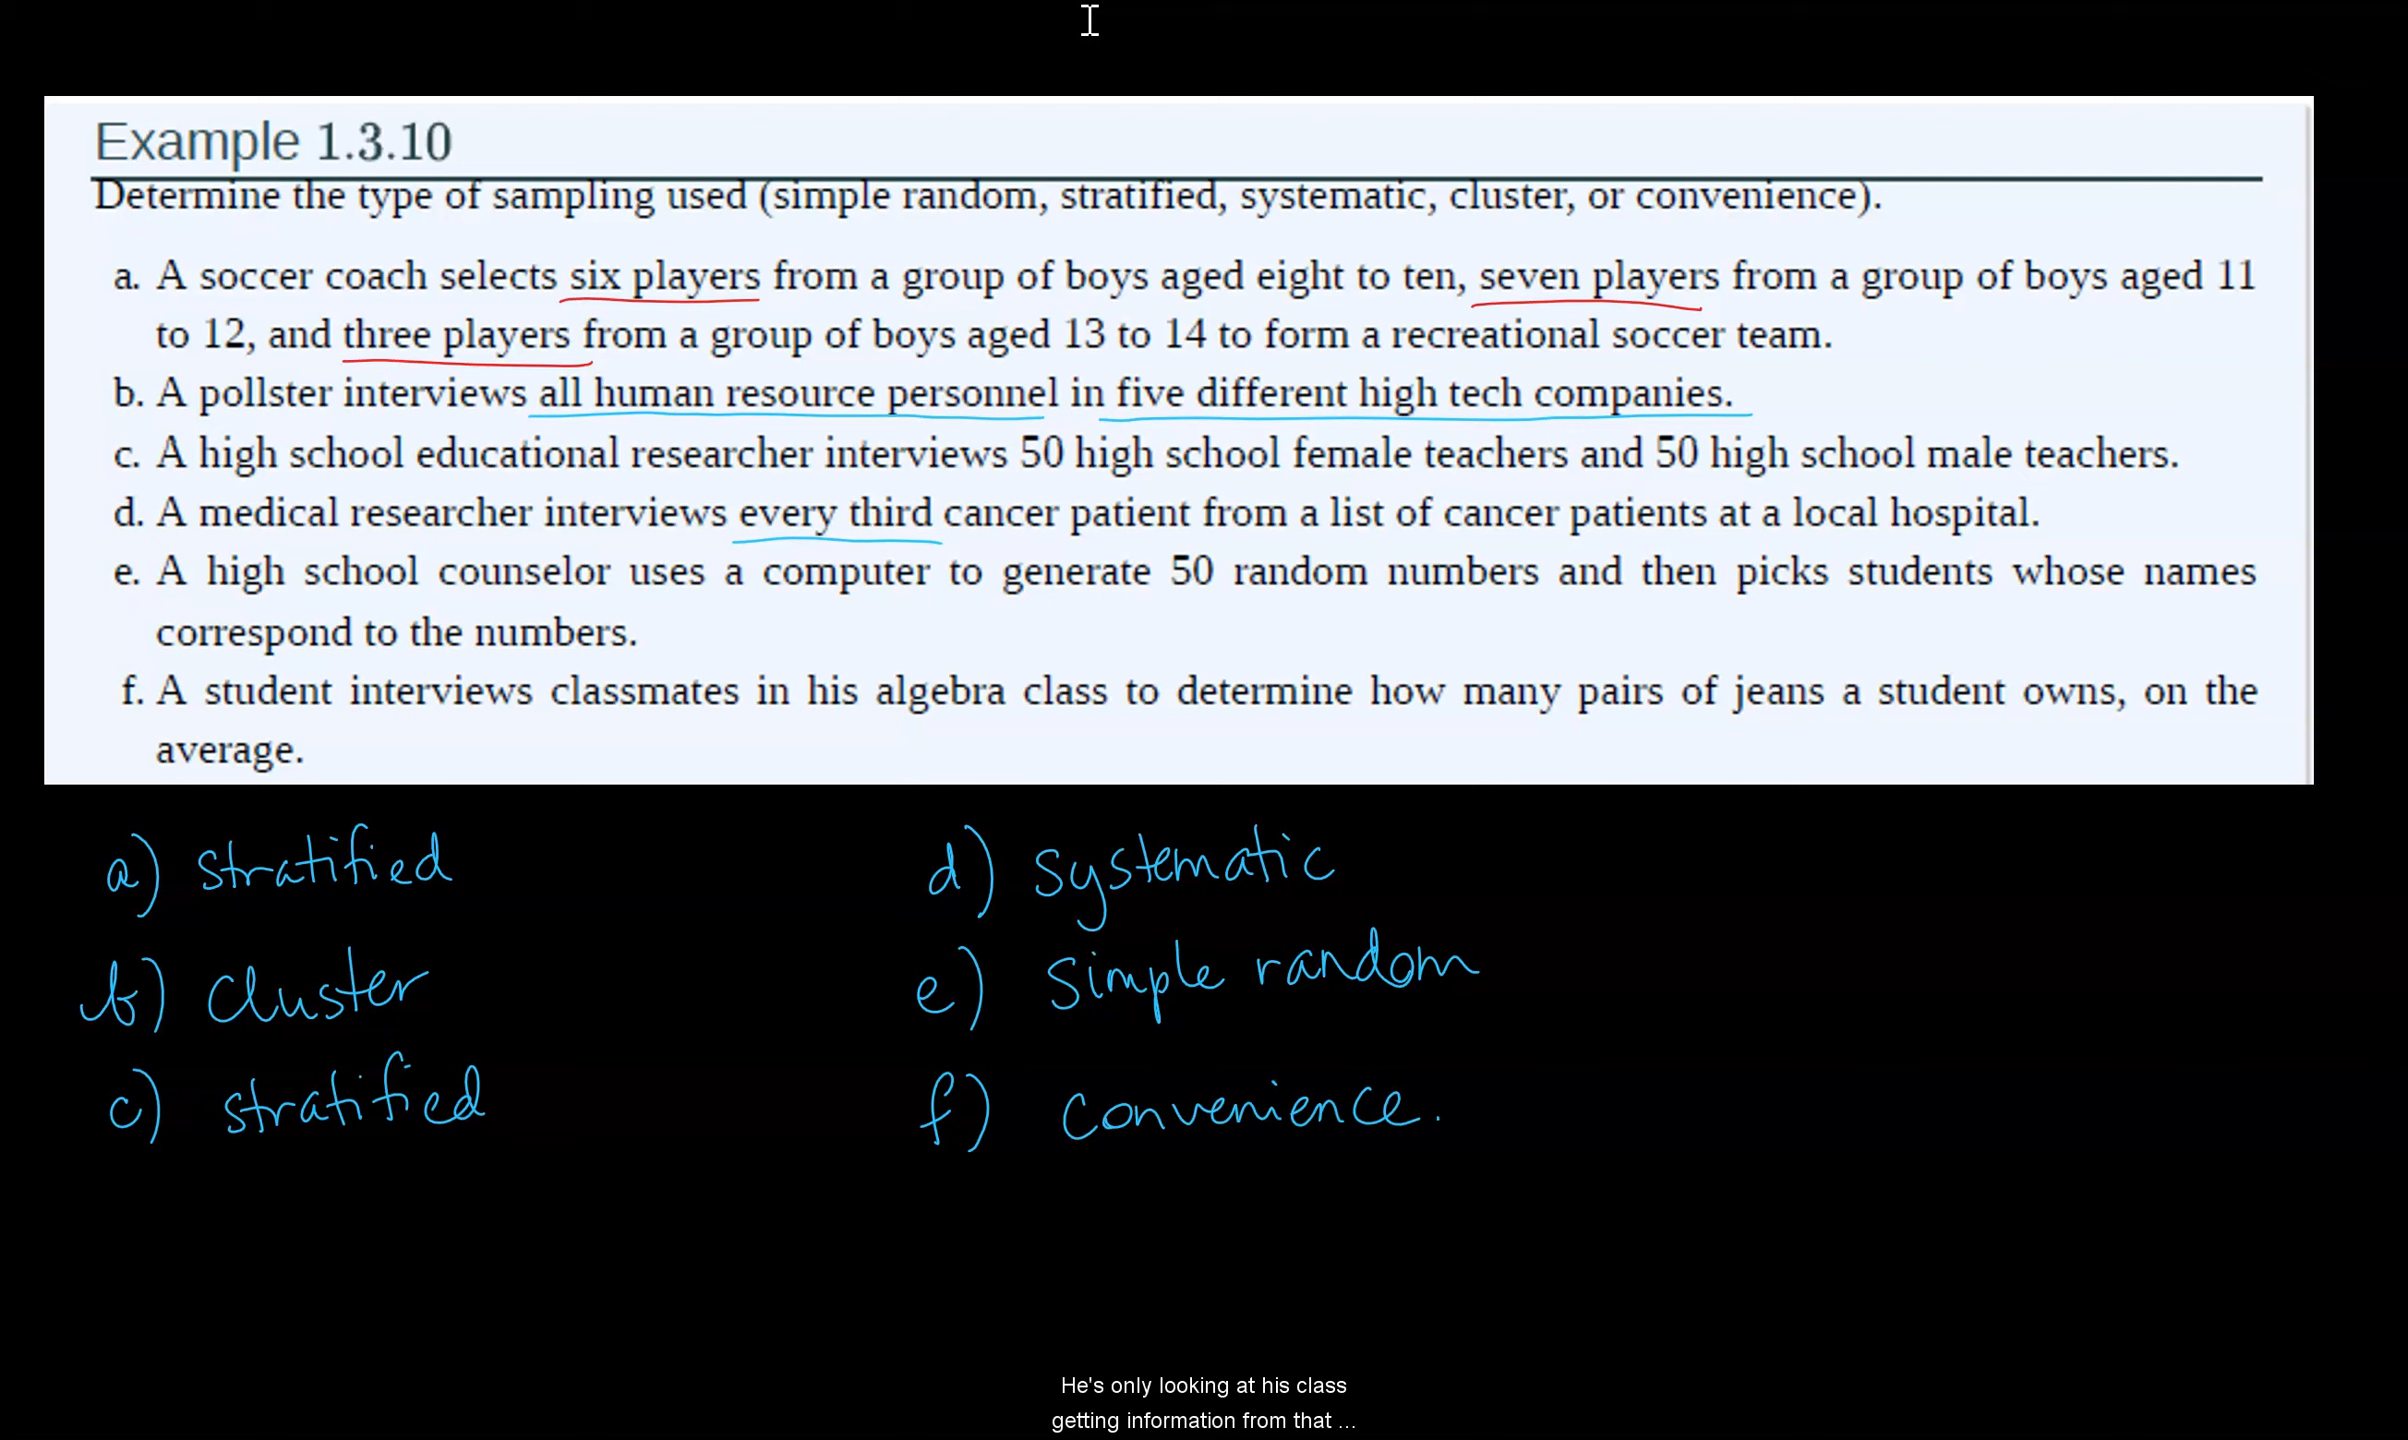 Example 1.3.10
Determine the type of sampling used (simple random, stratified, systematic, cluster, or convenience).
a. A soccer coach selects six players from a group of boys aged eight to ten, seven players from a group of boys aged 11
to 12, and three players from a group of boys aged 13 to 14 to form a recreational soccer team.
b. A pollster interviews all human resource personnel in five different high tech companies.
c. A high school educational researcher interviews 50 high school female teachers and 50 high school male teachers.
d. A medical researcher interviews every third cancer patient from a list of cancer patients at a local hospital.
e. A high school counselor uses a computer to generate 50 random numbers and then picks students whose names
correspond to the numbers.
f. A student interviews classmates in his algebra class to determine how many pairs of jeans a student owns, on the
average.
a) stratified
b) cluster
c) stratified
d) systematic
e) simple random
f) convenience.
He's only looking at his class
getting information from that ...